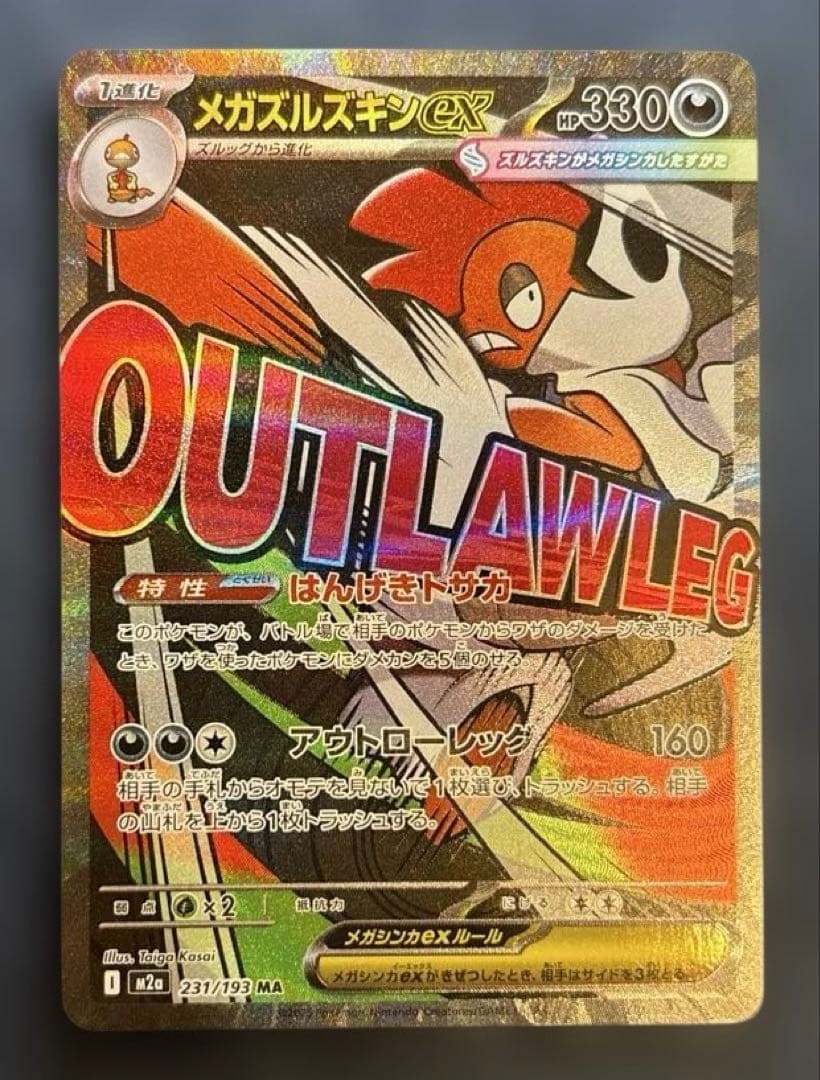 1進化
メガズルズキンex
HP330
ズルッグから進化
ズルズキンがメガシンカしたすがた
OUTLAWLEG
特性 とくせい はんげきトサカ
このポケモンが、バトル場で相手のポケモンからワザのダメージを受けた
とき、ワザを使ったポケモンにダメカンを5個のせる。
アウトローレッグ 160
相手の手札からオモテを見ないで1枚選び、トラッシュする。相手
の山札を上から1枚トラッシュする。
弱点 ×2 抵抗力 にげる
メガシンカexルール
メガシンカexがきぜつしたとき、相手はサイドを3枚とる。
Illus. Taiga Kasai
I M2a 231/193 MA